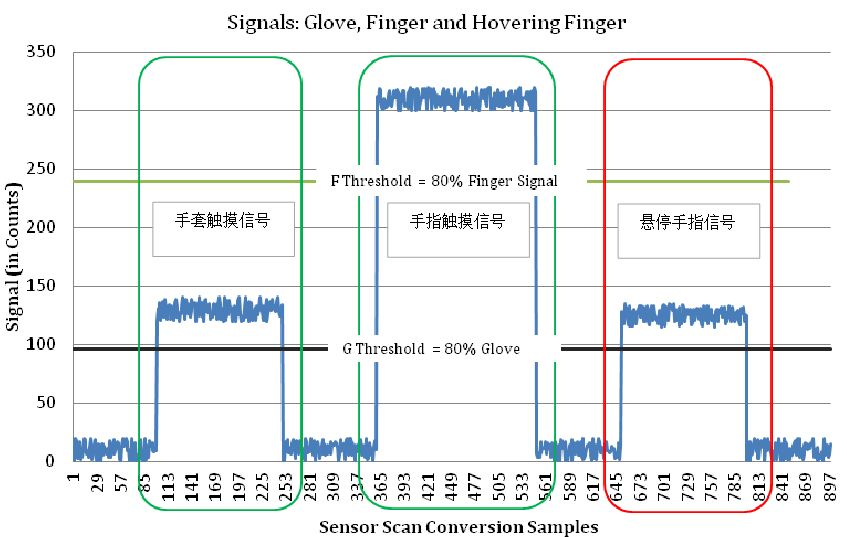 Signals: Glove, Finger and Hovering Finger
350
300
250
200
150
100
50
0
Signal (in Counts)
F Threshold = 80% Finger Signal
手套触摸信号
手指触摸信号
悬停手指信号
G Threshold = 80% Glove
1 29 57 85 113 141 169 197 225 253 281 309 337 365 393 421 449 477 505 533 561 589 617 645 673 701 729 757 785 813 841 869 897
Sensor Scan Conversion Samples